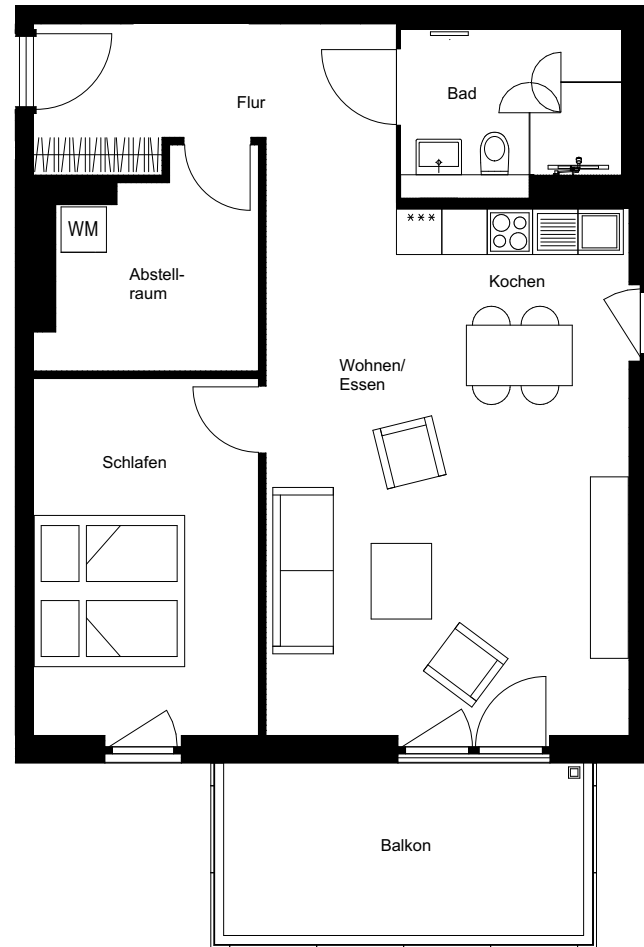 Bad
Flur
WM
***
Abstell-
raum
Kochen
Wohnen/
Essen
Schlafen
Balkon